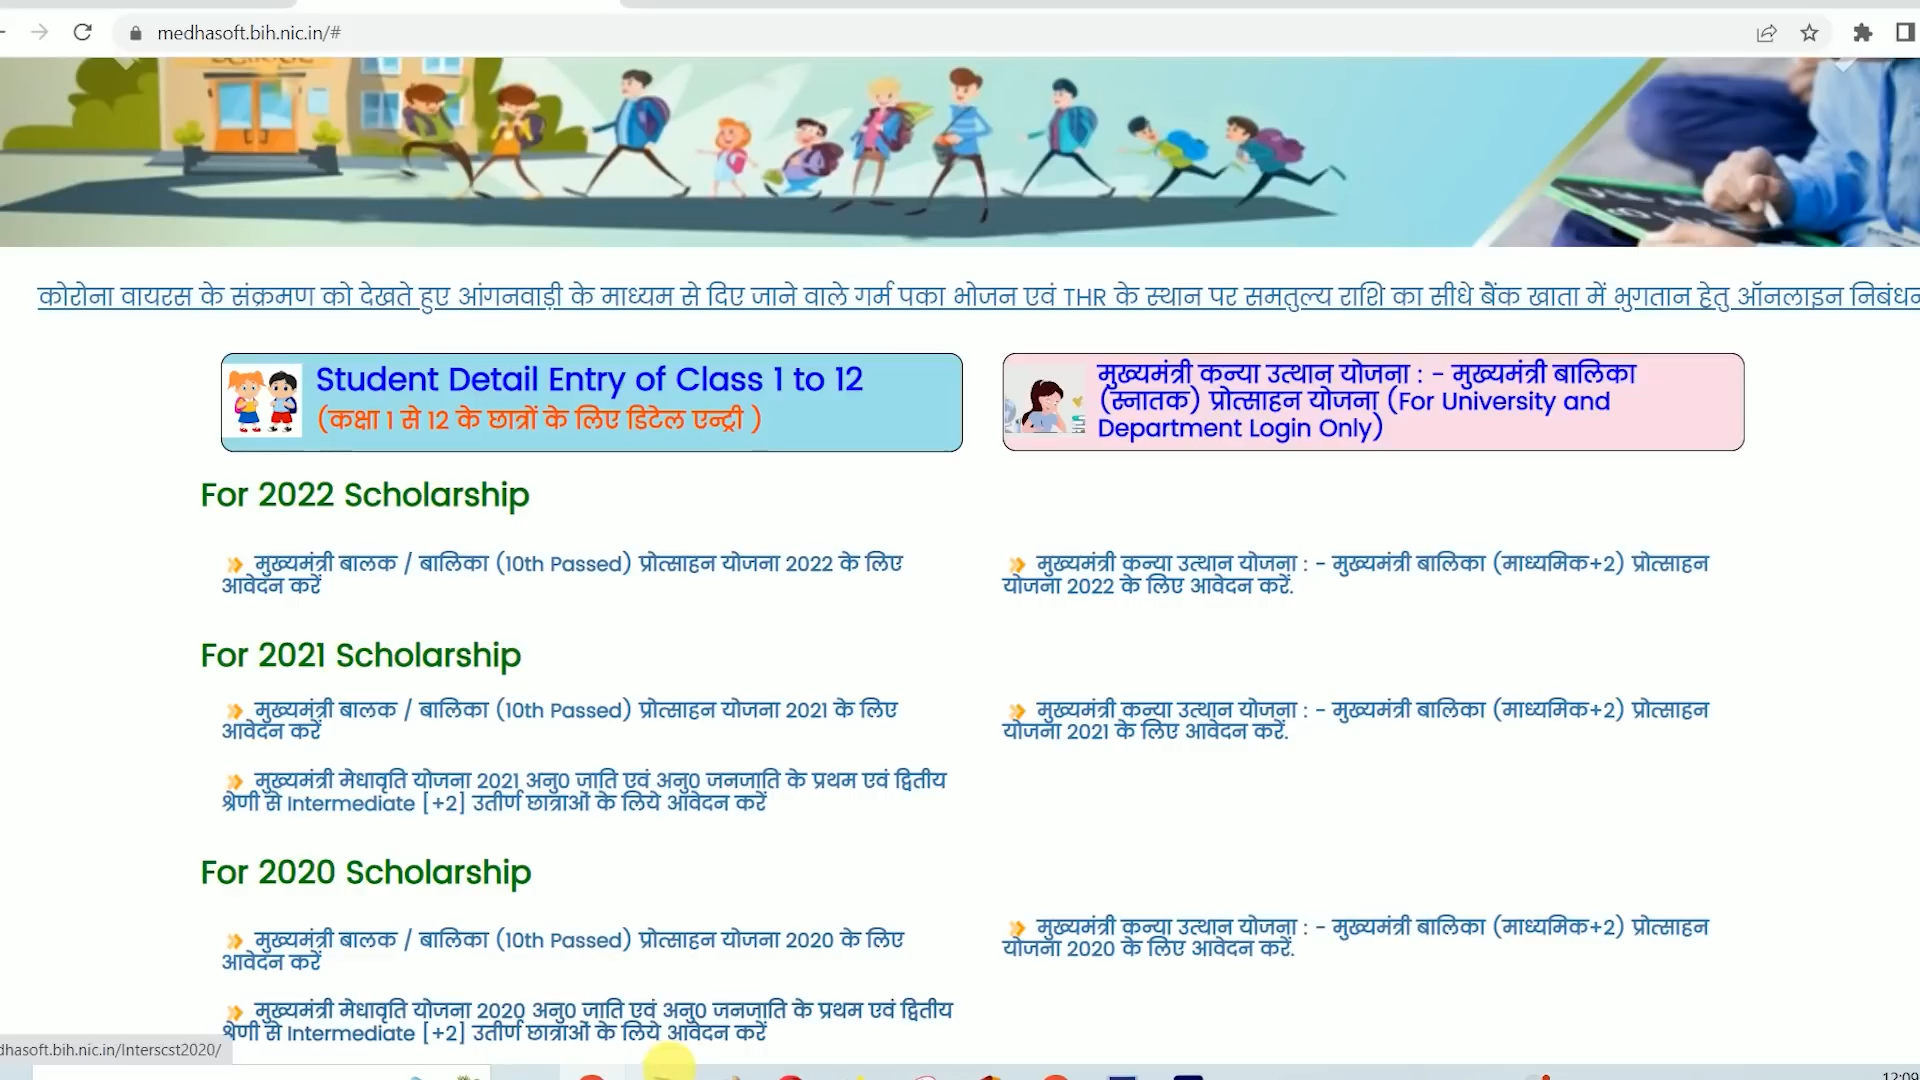 medhasoft.bih.nic.in/#
कोरोना वायरस के संक्रमण को देखते हुए आंगनवाड़ी के माध्यम से दिए जाने वाले गर्म पका भोजन एवं THR के स्थान पर समतुल्य राशि का सीधे बैंक खाता में भुगतान हेतु ऑनलाइन निबंधन
Student Detail Entry of Class 1 to 12
(कक्षा 1 से 12 के छात्रों के लिए डिटेल एन्ट्री )
मुख्यमंत्री कन्या उत्थान योजना : - मुख्यमंत्री बालिका
(स्नातक) प्रोत्साहन योजना (For University and
Department Login Only)
For 2022 Scholarship
मुख्यमंत्री बालक / बालिका (10th Passed) प्रोत्साहन योजना 2022 के लिए
आवेदन करें
मुख्यमंत्री कन्या उत्थान योजना : - मुख्यमंत्री बालिका (माध्यमिक+2) प्रोत्साहन
योजना 2022 के लिए आवेदन करें.
For 2021 Scholarship
मुख्यमंत्री बालक / बालिका (10th Passed) प्रोत्साहन योजना 2021 के लिए
आवेदन करें
मुख्यमंत्री कन्या उत्थान योजना : - मुख्यमंत्री बालिका (माध्यमिक+2) प्रोत्साहन
योजना 2021 के लिए आवेदन करें.
मुख्यमंत्री मेधावृति योजना 2021 अनु0 जाति एवं अनु0 जनजाति के प्रथम एवं द्वितीय
श्रेणी से Intermediate [+2] उतीर्ण छात्राओं के लिये आवेदन करें
For 2020 Scholarship
मुख्यमंत्री बालक / बालिका (10th Passed) प्रोत्साहन योजना 2020 के लिए
आवेदन करें
मुख्यमंत्री कन्या उत्थान योजना : - मुख्यमंत्री बालिका (माध्यमिक+2) प्रोत्साहन
योजना 2020 के लिए आवेदन करें.
मुख्यमंत्री मेधावृति योजना 2020 अनु0 जाति एवं अनु0 जनजाति के प्रथम एवं द्वितीय
श्रेणी से Intermediate [+2] उतीर्ण छात्राओं के लिये आवेदन करें
dhasoft.bih.nic.in/Interscst2020/
12:09